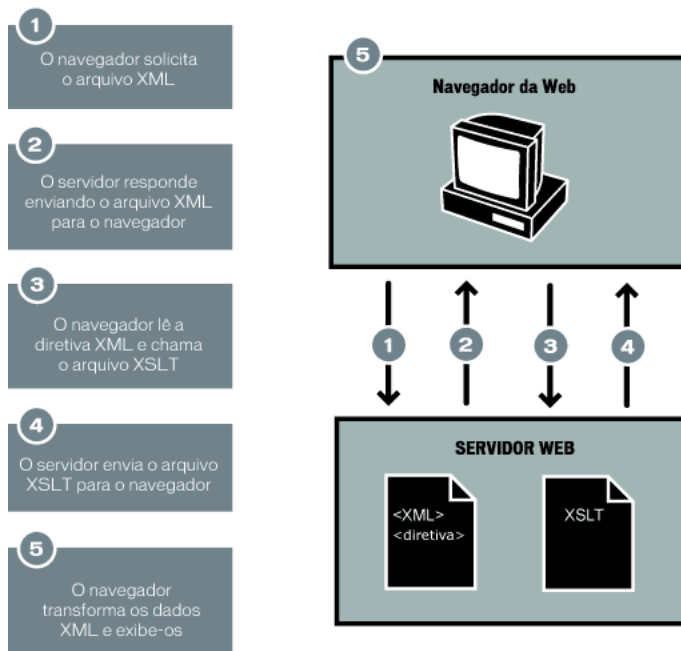 1
O navegador solicita
o arquivo XML
2
O servidor responde
enviando o arquivo XML
para o navegador
3
O navegador lê a
diretiva XML e chama
o arquivo XSLT
4
O servidor envia o arquivo
XSLT para o navegador
5
O navegador
transforma os dados
XML e exibe-os
5
Navegador da Web
1
2
3
4
SERVIDOR WEB
<XML>
<diretiva>
XSLT